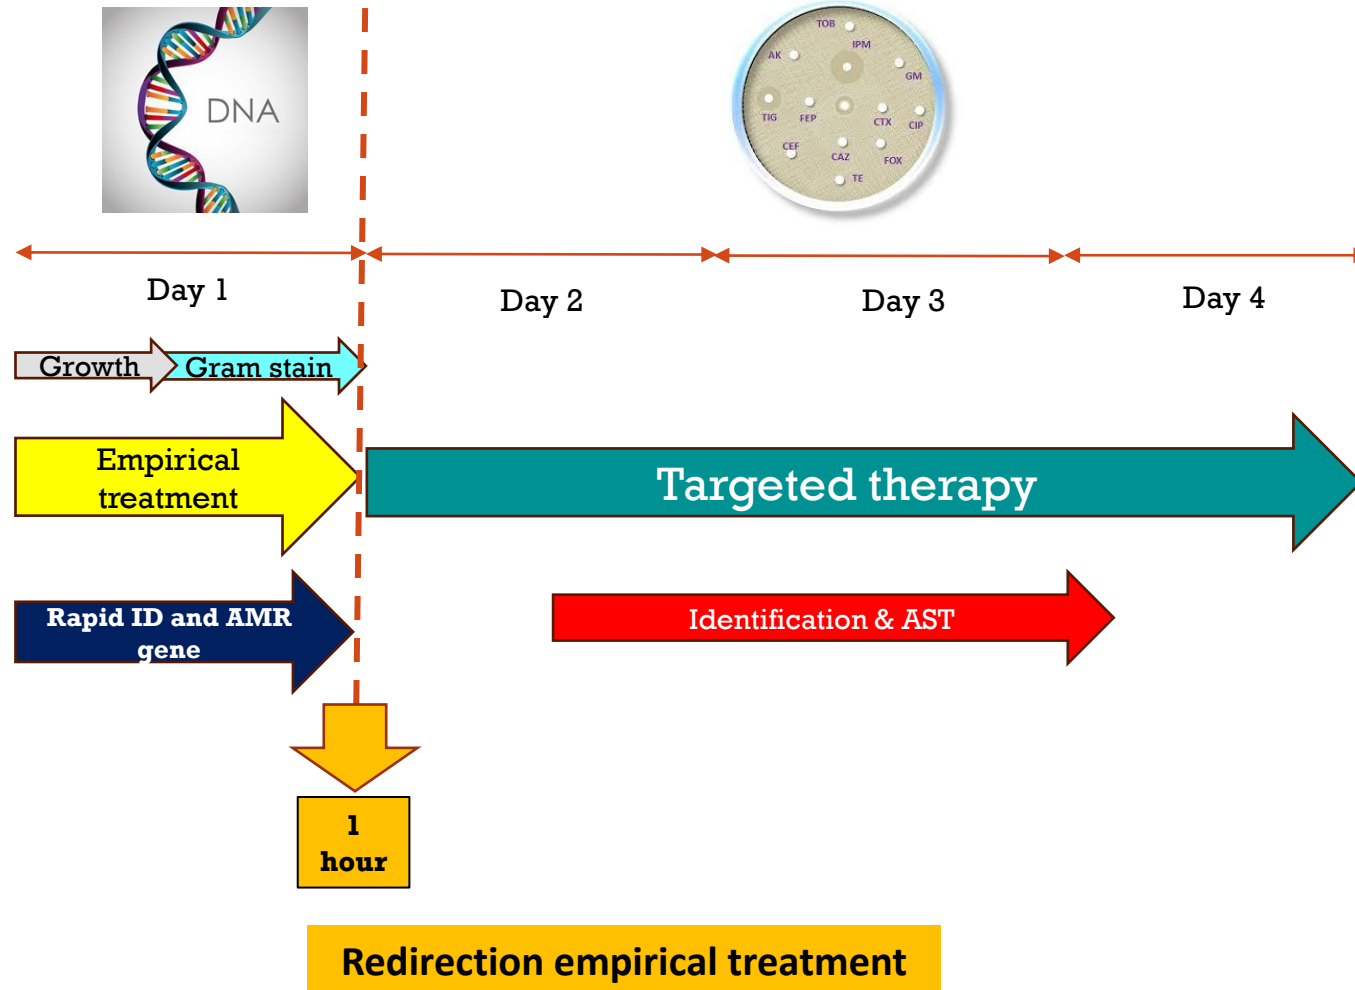 DNA
TOB
IPM
AK
GM
TIG
FEP
CTX
CIP
CEF
CAZ
FOX
TE
Day 1
Day 2
Day 3
Day 4
Growth
Gram stain
Empirical
treatment
Targeted therapy
Rapid ID and AMR
gene
Identification & AST
1
hour
Redirection empirical treatment